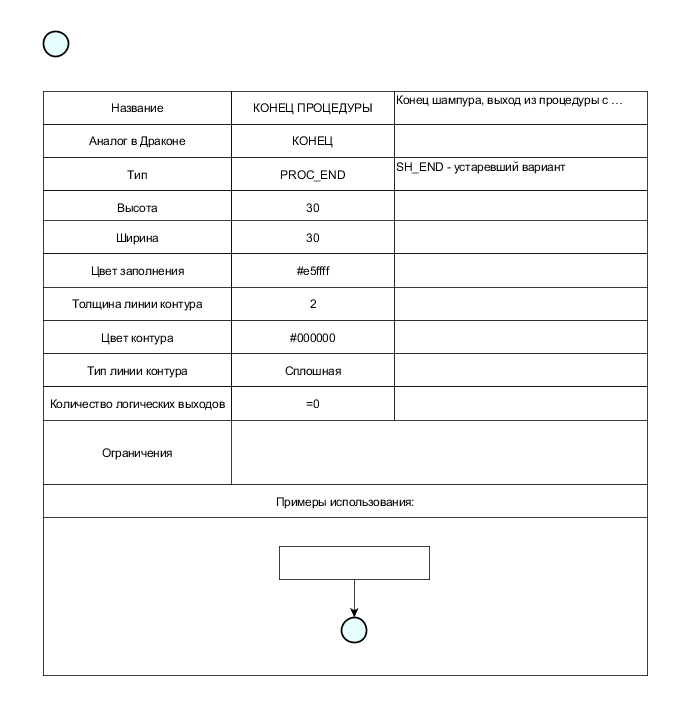 Название КОНЕЦ ПРОЦЕДУРЫ Конец шампура, выход из процедуры с ...
Аналог в Драконе КОНЕЦ
Тип PROC_END SH_END - устаревший вариант
Высота 30
Ширина 30
Цвет заполнения #e5ffff
Толщина линии контура 2
Цвет контура #000000
Тип линии контура Сплошная
Количество логических выходов =0
Ограничения
Примеры использования: